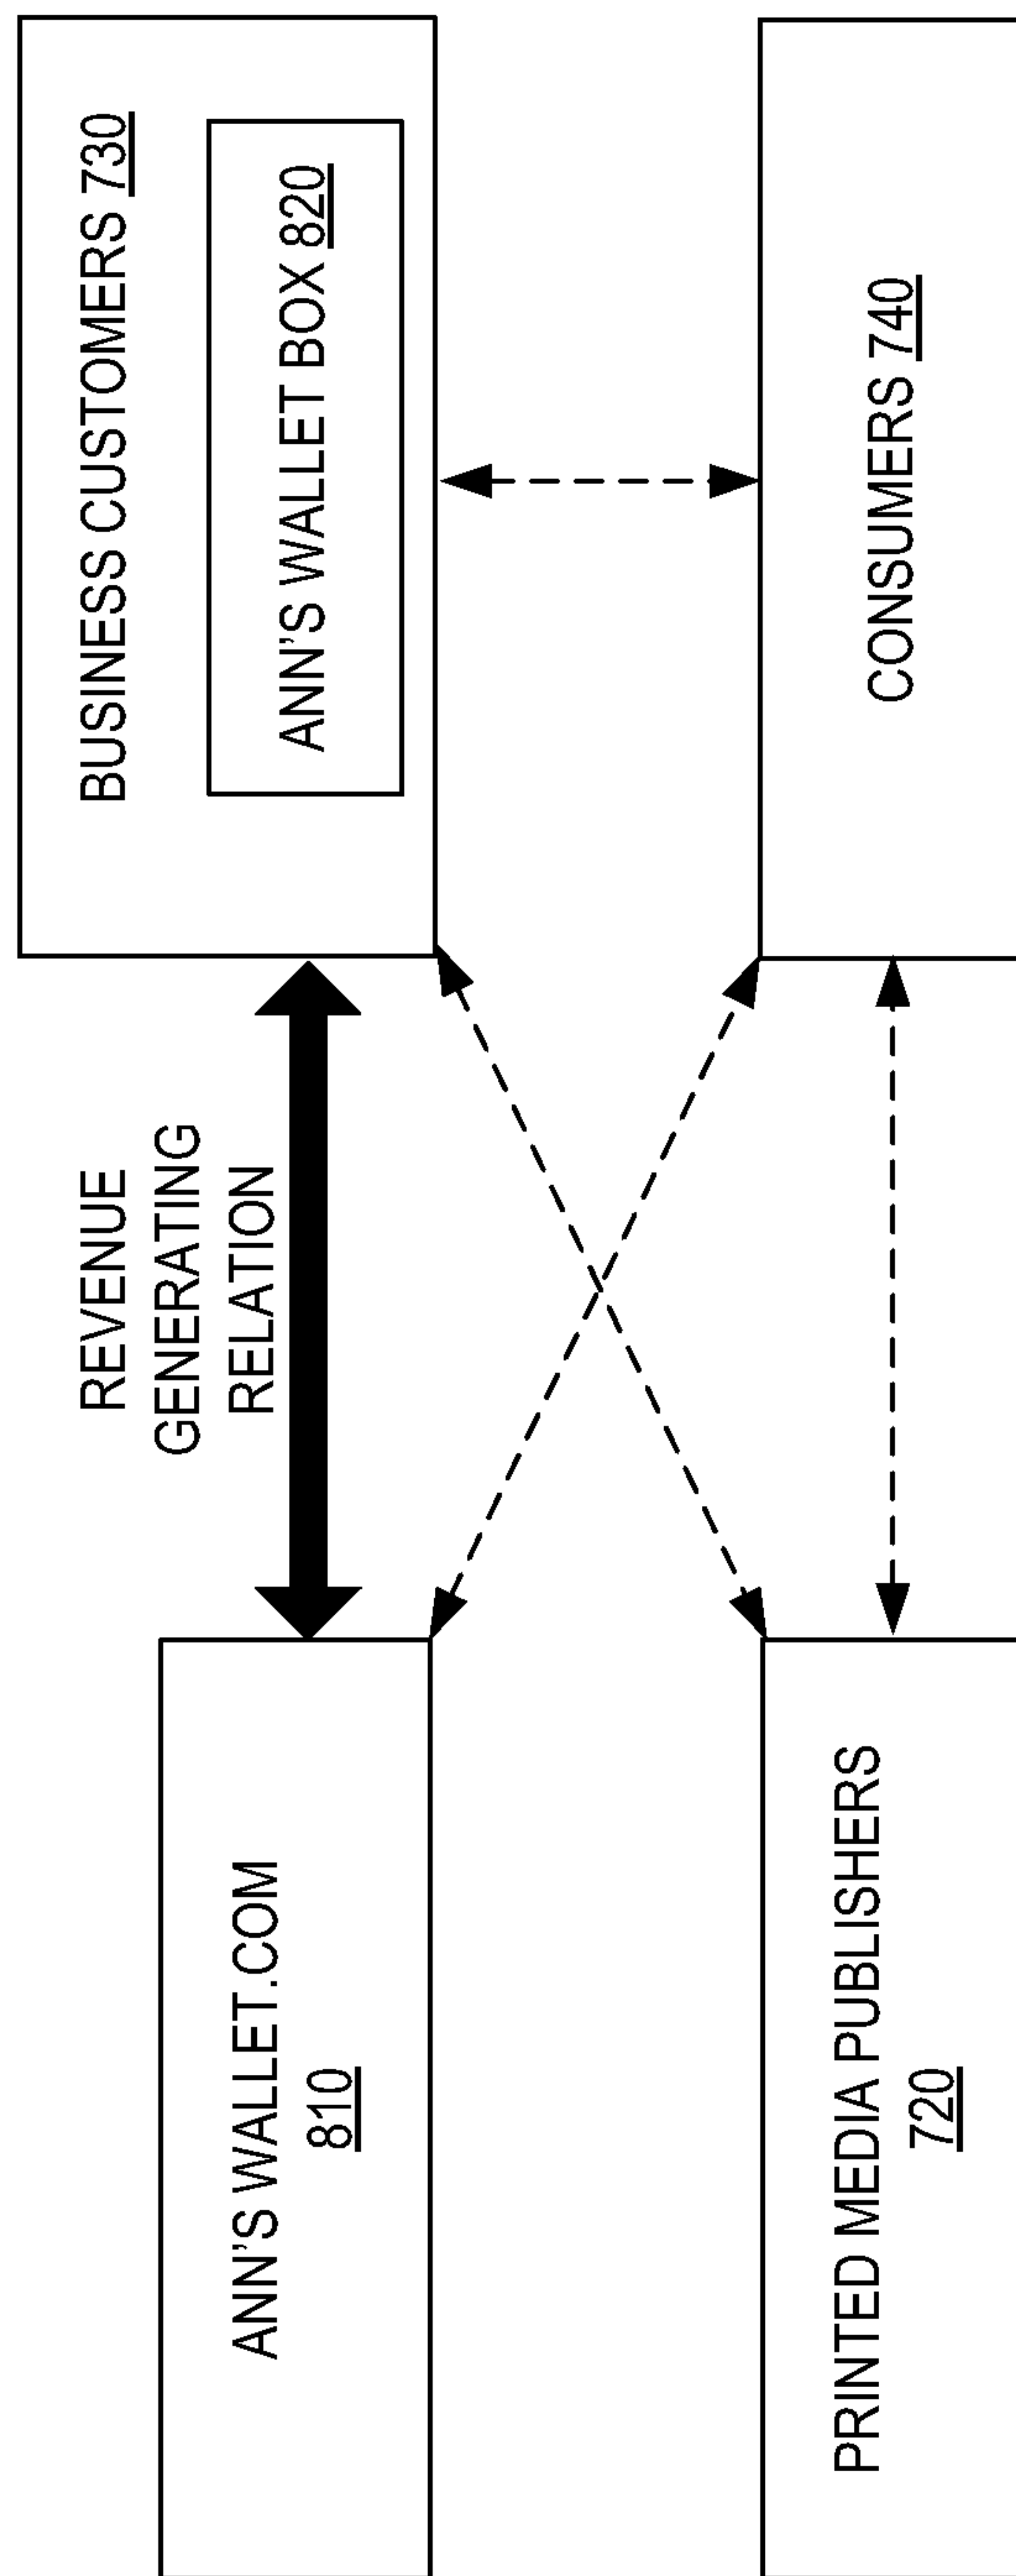 ANN'S WALLET.COM
810
REVENUE
GENERATING
RELATION
BUSINESS CUSTOMERS 730
ANN'S WALLET BOX 820
PRINTED MEDIA PUBLISHERS
720
CONSUMERS 740